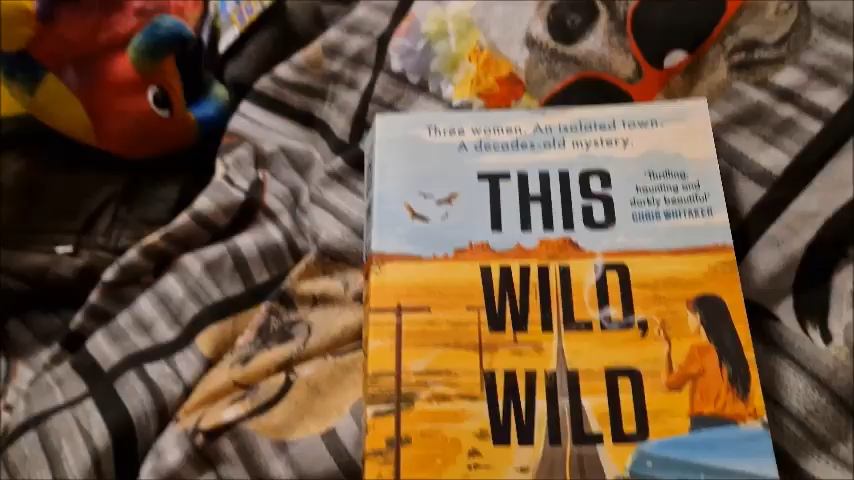 Three women. An isolated town.
A decades-old mystery.
THIS
WILD,
WILD
'Thrilling,
haunting and
darkly beautiful'
CHRIS WHITAKER